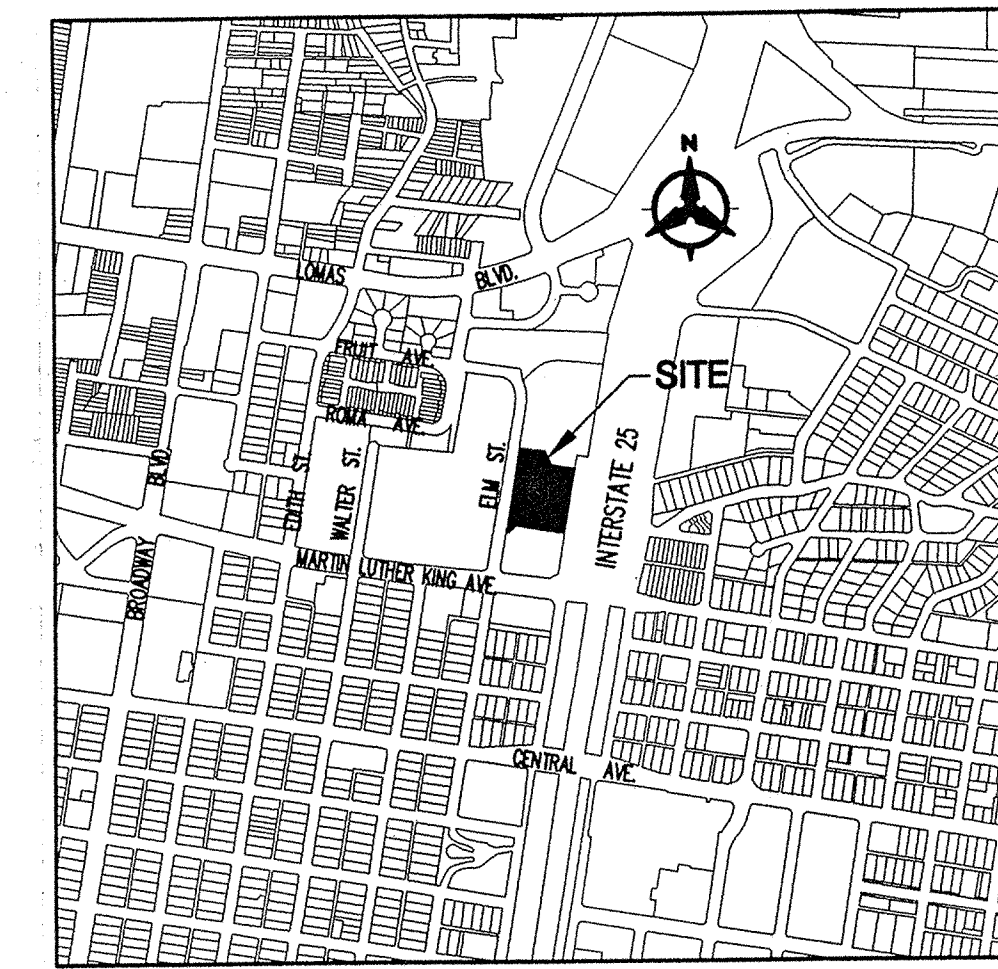 N
LOMAS BLVD.
FRUIT AVE.
SITE
ROMA AVE.
ELM ST.
INTERSTATE 25
BLVD
EDITH ST.
WALTER ST.
BROADWAY
MARTIN LUTHER KING AVE.
CENTRAL AVE.